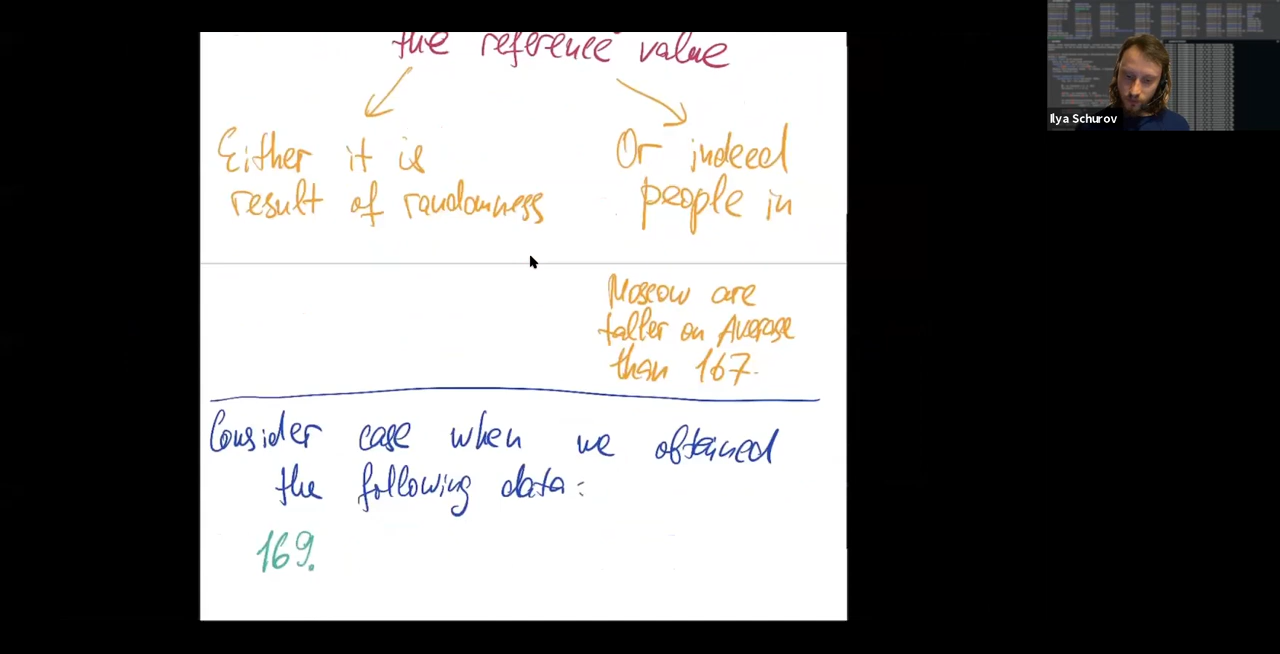 the reference value
Either it is
result of randomness
Or indeed
people in
Moscow are
taller on Average
than 167.
Consider case when we obtained
the following data:
169.
Ilya Schurov